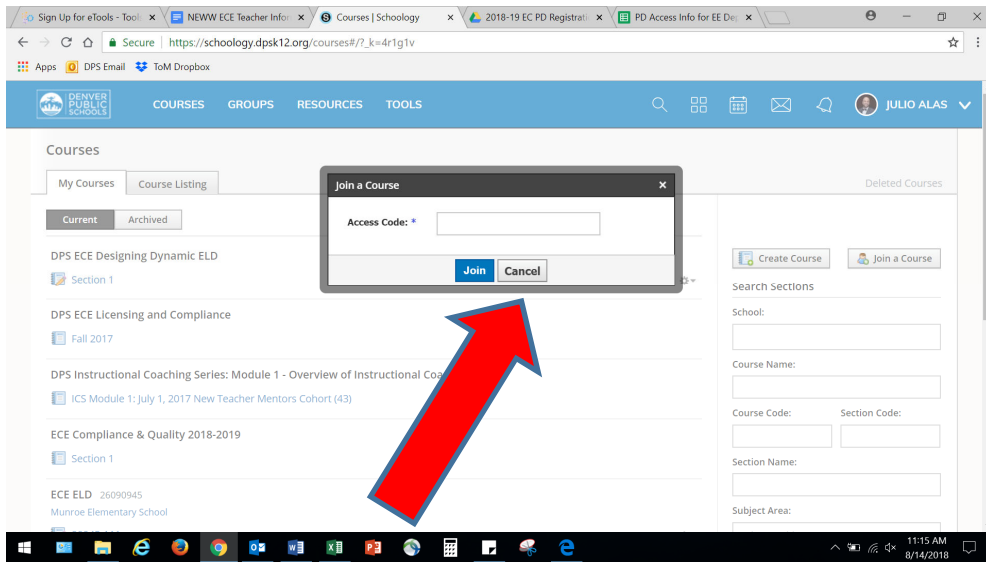 Sign Up for eTools - Tool
NEWW ECE Teacher Infor
Courses | Schoology
2018-19 EC PD Registrati
PD Access Info for EE Dep
Secure | https://schoology.dpsk12.org/courses#/?_k=4r1g1v
Apps DPS Email ToM Dropbox
DENVER
PUBLIC
SCHOOLS
COURSES GROUPS RESOURCES TOOLS JULIO ALAS
Courses
My Courses Course Listing Deleted Courses
Current Archived
Join a Course ×
Access Code: *
Join Cancel
DPS ECE Designing Dynamic ELD
Section 1
DPS ECE Licensing and Compliance
Fall 2017
DPS Instructional Coaching Series: Module 1 - Overview of Instructional Coa
ICS Module 1: July 1, 2017 New Teacher Mentors Cohort (43)
ECE Compliance & Quality 2018-2019
Section 1
ECE ELD 26090945
Munroe Elementary School
Create Course Join a Course
Search Sections
School:
Course Name:
Course Code: Section Code:
Section Name:
Subject Area:
11:15 AM
8/14/2018